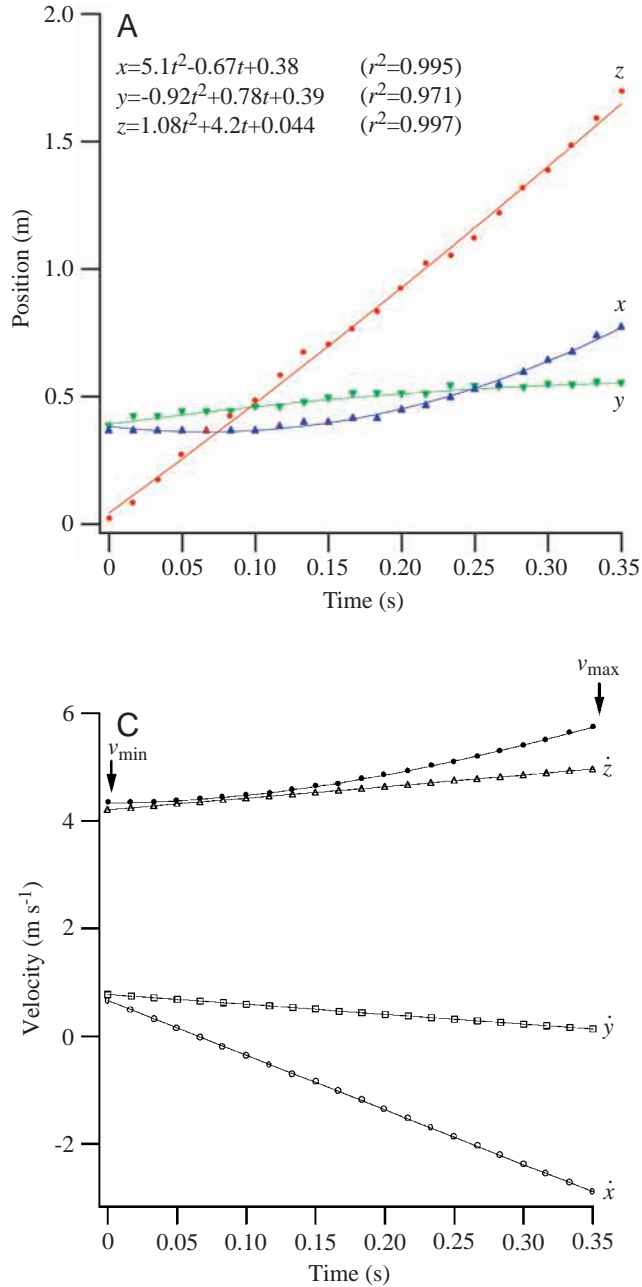 A
x=5.1t²-0.67t+0.38 (r²=0.995)
y=-0.92t²+0.78t+0.39 (r²=0.971)
z=1.08t²+4.2t+0.044 (r²=0.997)
2.0
1.5
1.0
0.5
0
Position (m)
z
x
y
0 0.05 0.10 0.15 0.20 0.25 0.30 0.35
Time (s)
C
v_min
v_max
6
4
2
0
-2
Velocity (m s⁻¹)
ż
ẏ
ẋ
0 0.05 0.10 0.15 0.20 0.25 0.30 0.35
Time (s)